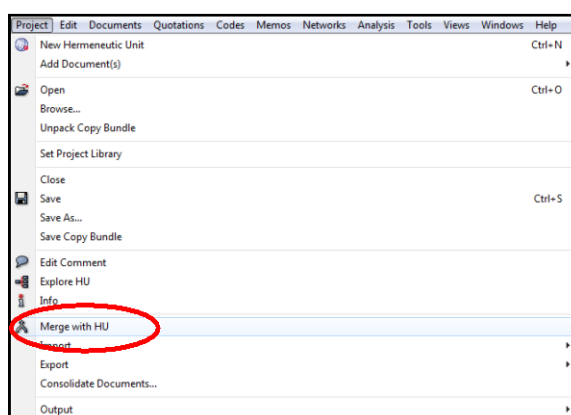 Project Edit Documents Quotations Codes Memos Networks Analysis Tools Views Windows Help
New Hermeneutic Unit Ctrl+N
Add Document(s)
Open Ctrl+O
Browse...
Unpack Copy Bundle
Set Project Library
Close
Save Ctrl+S
Save As...
Save Copy Bundle
Edit Comment
Explore HU
Info
Merge with HU
Import
Export
Consolidate Documents...
Output